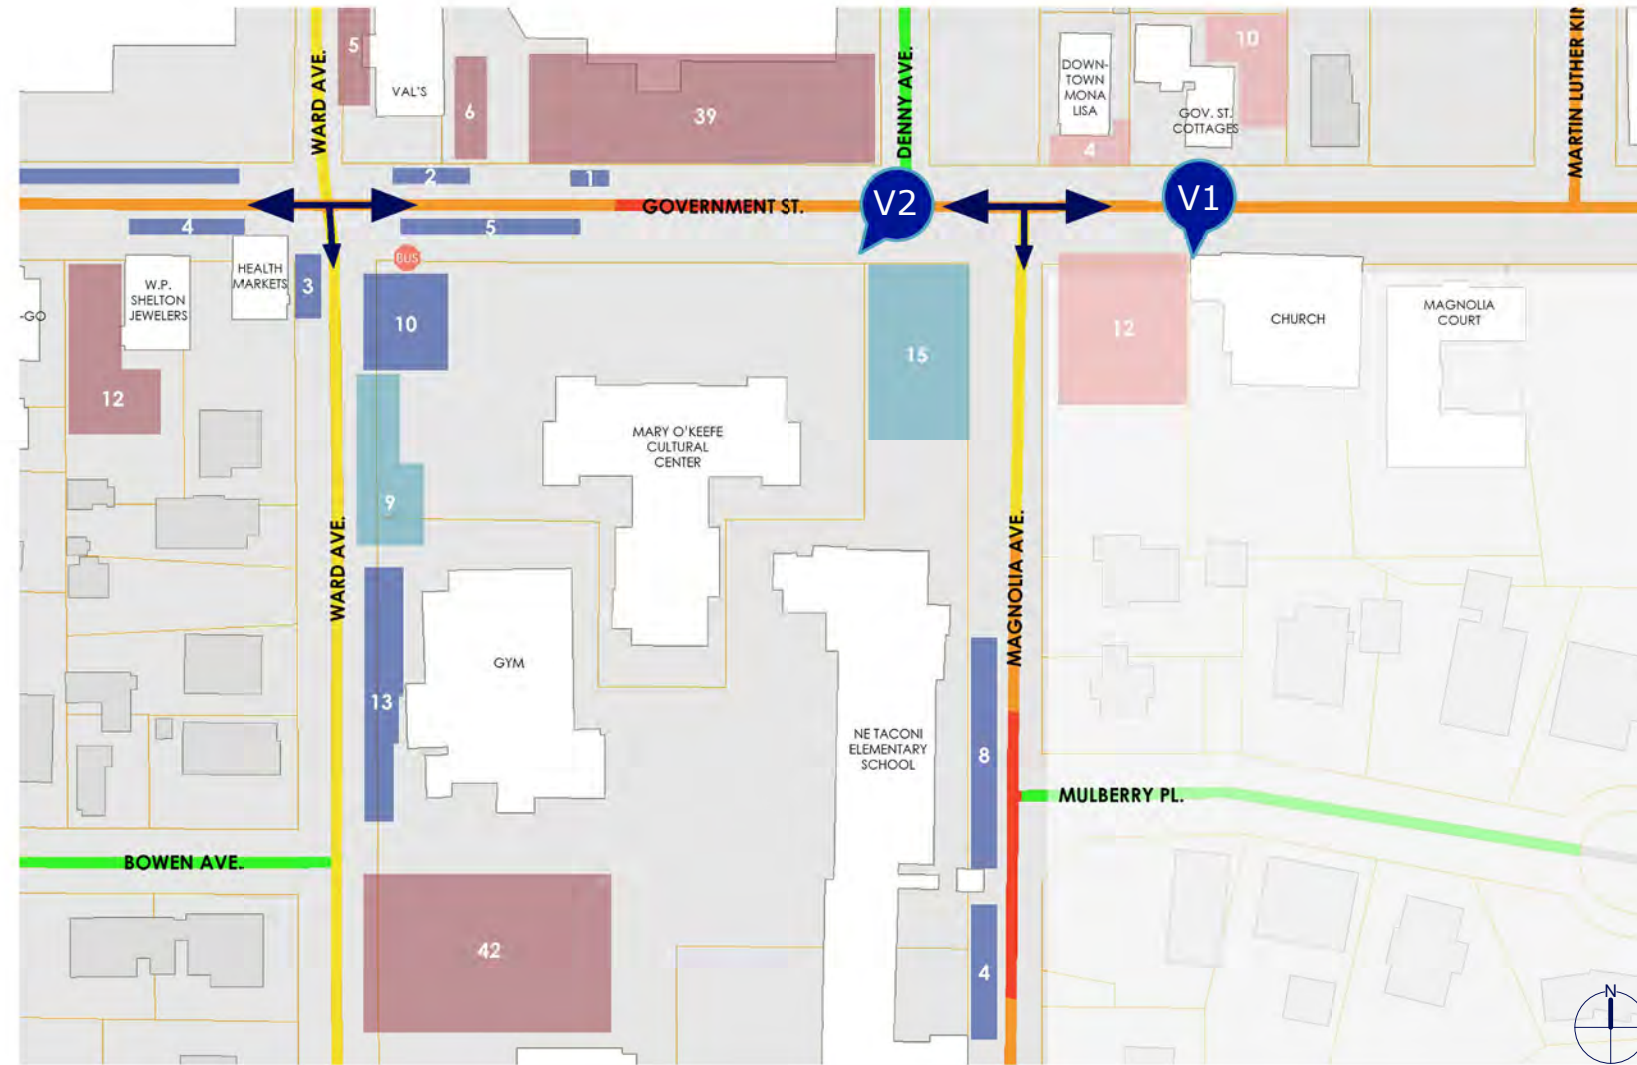 5
VAL'S
6
39
WARD AVE.
DENNY AVE.
DOWN-
TOWN
MONA
LISA
10
GOV. ST.
COTTAGES
4
MARTIN LUTHER KIN
2
1
V2
V1
GOVERNMENT ST.
4
5
BUS
-GO
W.P.
SHELTON
JEWELERS
HEALTH
MARKETS
3
10
15
12
CHURCH
MAGNOLIA
COURT
12
MARY O'KEEFE
CULTURAL
CENTER
9
WARD AVE.
MAGNOLIA AVE.
GYM
13
NE TACONI
ELEMENTARY
SCHOOL
8
MULBERRY PL.
BOWEN AVE.
42
4
N